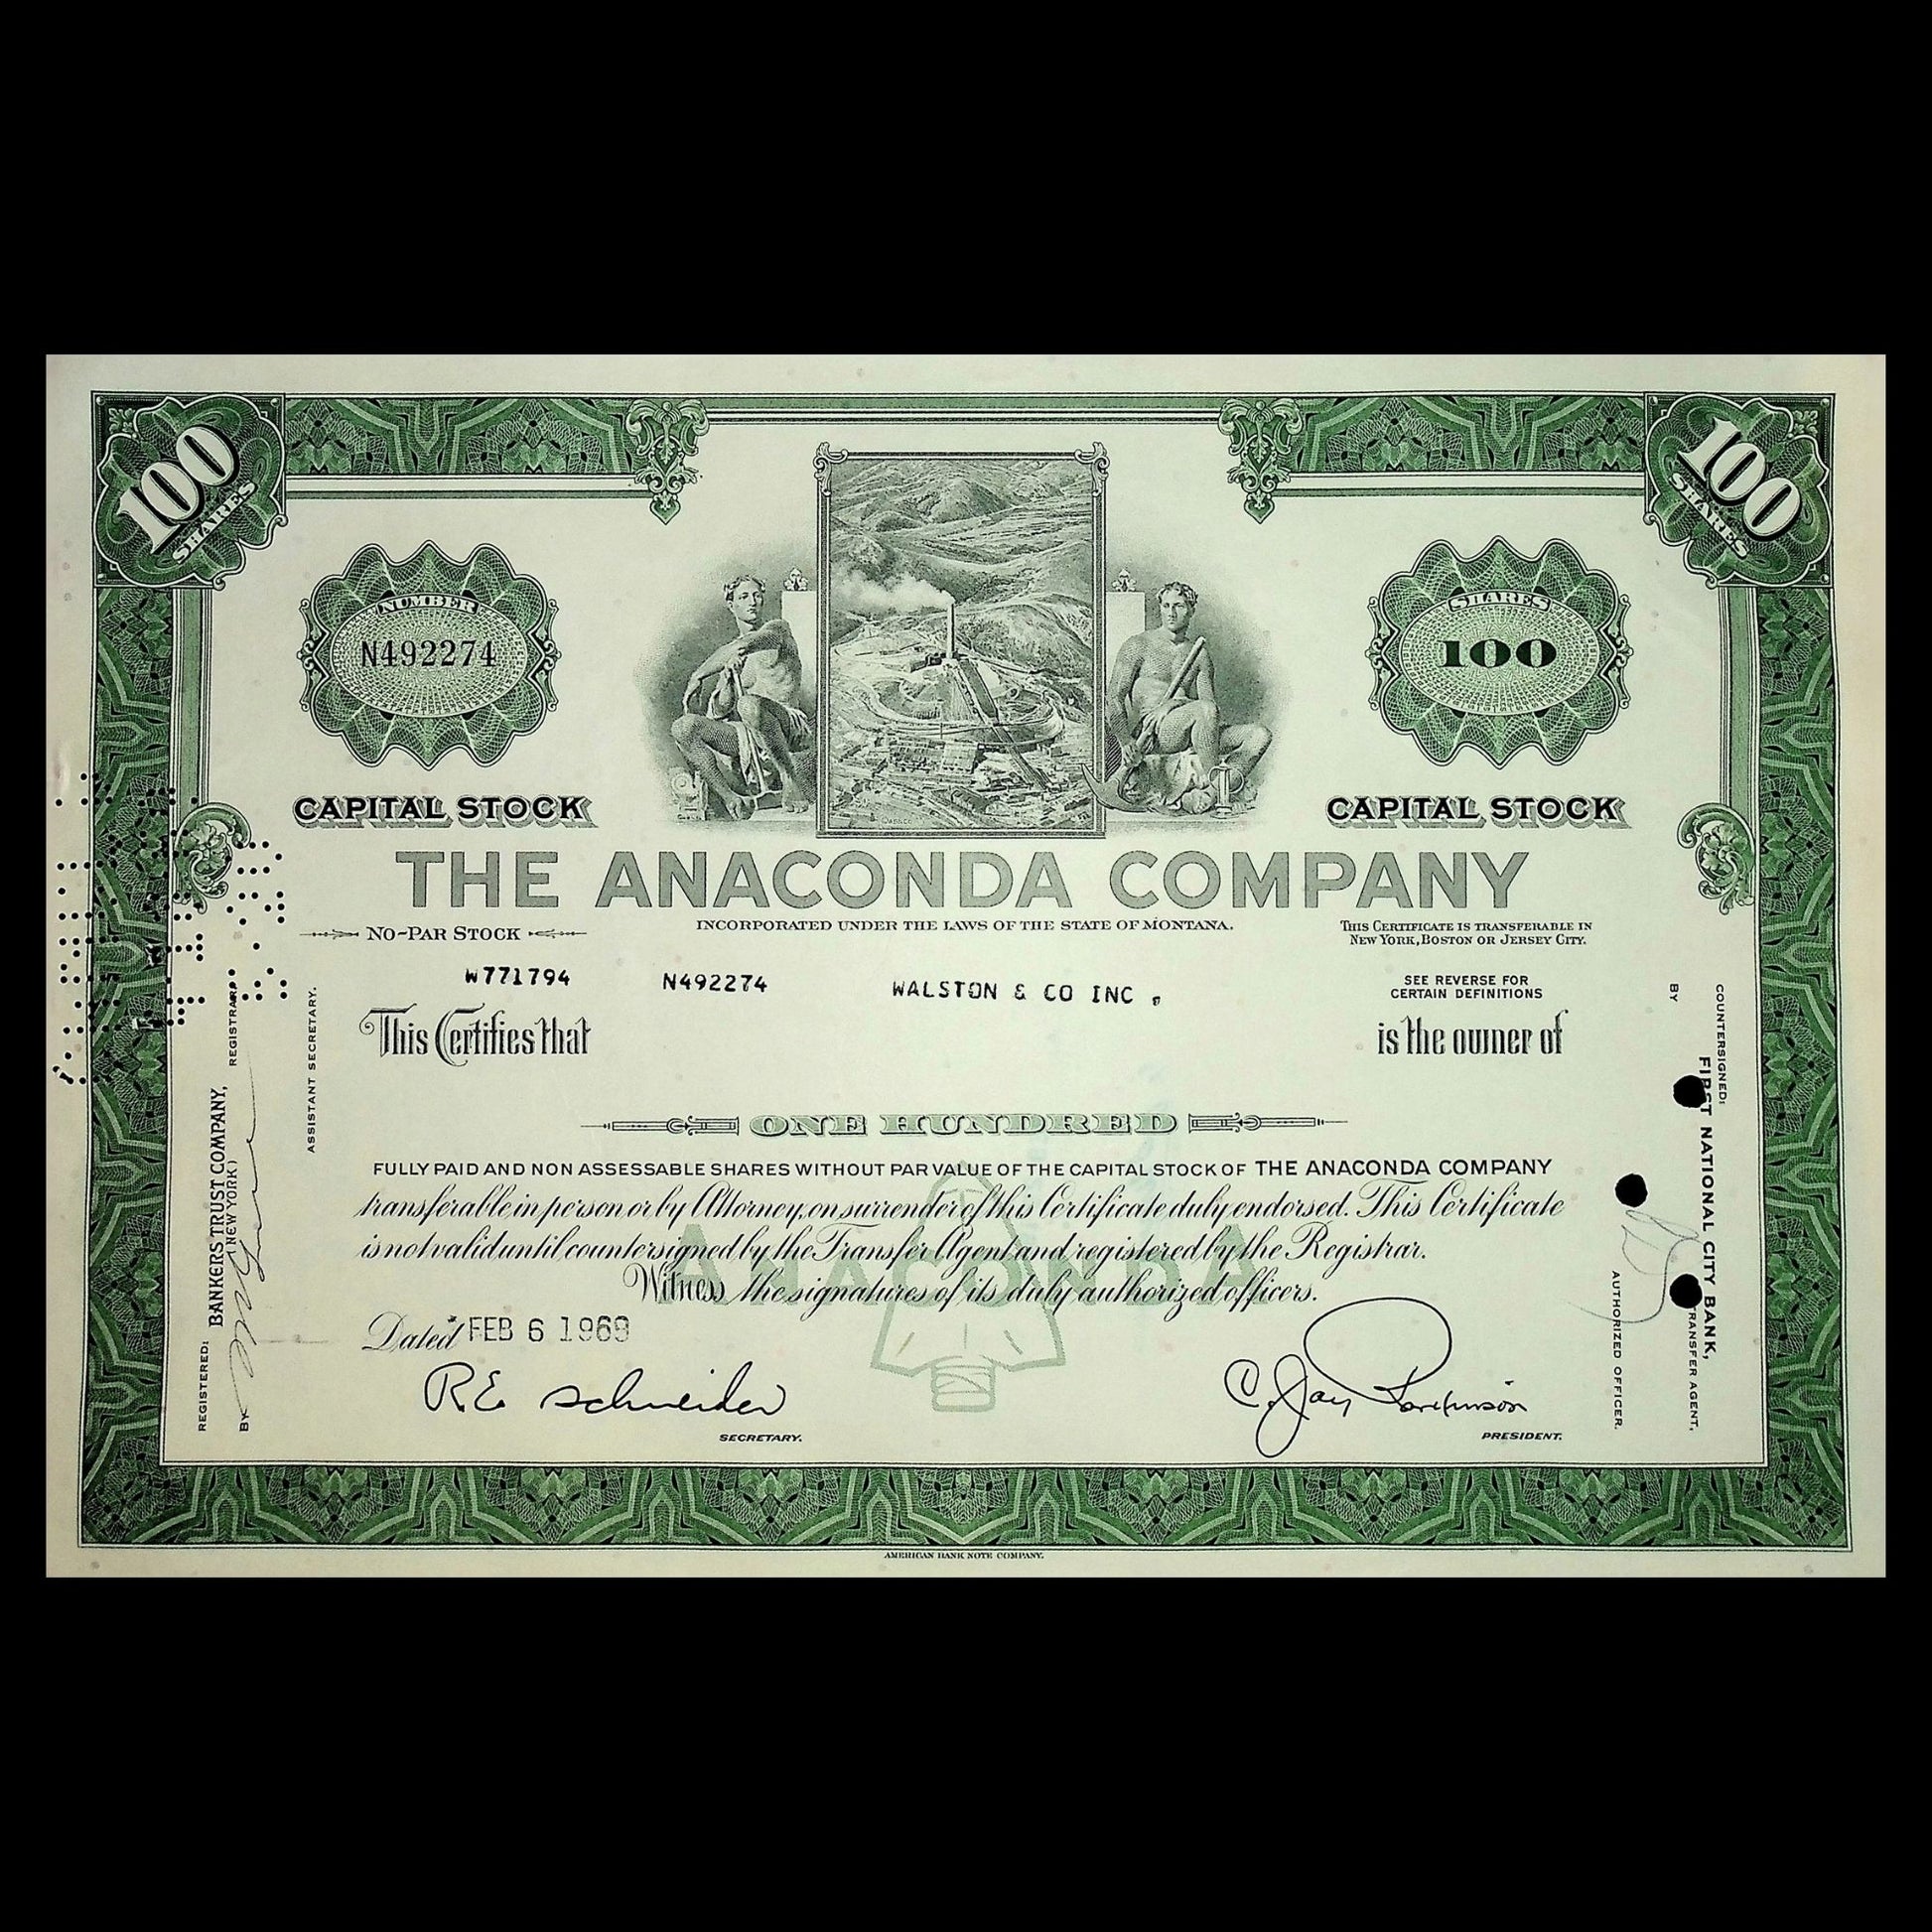 100 SHARES
100 SHARES
NUMBER
N492274
SHARES
100
CAPITAL STOCK
CAPITAL STOCK
THE ANACONDA COMPANY
NO-PAR STOCK
INCORPORATED UNDER THE LAWS OF THE STATE OF MONTANA.
THIS CERTIFICATE IS TRANSFERABLE IN
NEW YORK, BOSTON OR JERSEY CITY.
W771794 N492274 WALSTON & CO INC
SEE REVERSE FOR
CERTAIN DEFINITIONS
This Certifies that
is the owner of
ONE HUNDRED
FULLY PAID AND NON ASSESSABLE SHARES WITHOUT PAR VALUE OF THE CAPITAL STOCK OF THE ANACONDA COMPANY
transferable in person or by Attorney, on surrender of this Certificate duly endorsed. This Certificate
is not valid until countersigned by the Transfer Agent and registered by the Registrar.
Witness the signatures of its duly authorized officers.
ANACONDA
Dated FEB 6 1969
R E Schneider
SECRETARY.
C. Jay Parkinson
PRESIDENT.
REGISTERED:
BANKERS TRUST COMPANY,
(NEW YORK)
REGISTRAR,
BY
ASSISTANT SECRETARY.
COUNTERSIGNED:
FIRST NATIONAL CITY BANK,
TRANSFER AGENT,
BY
AUTHORIZED OFFICER.
AMERICAN BANK NOTE COMPANY.